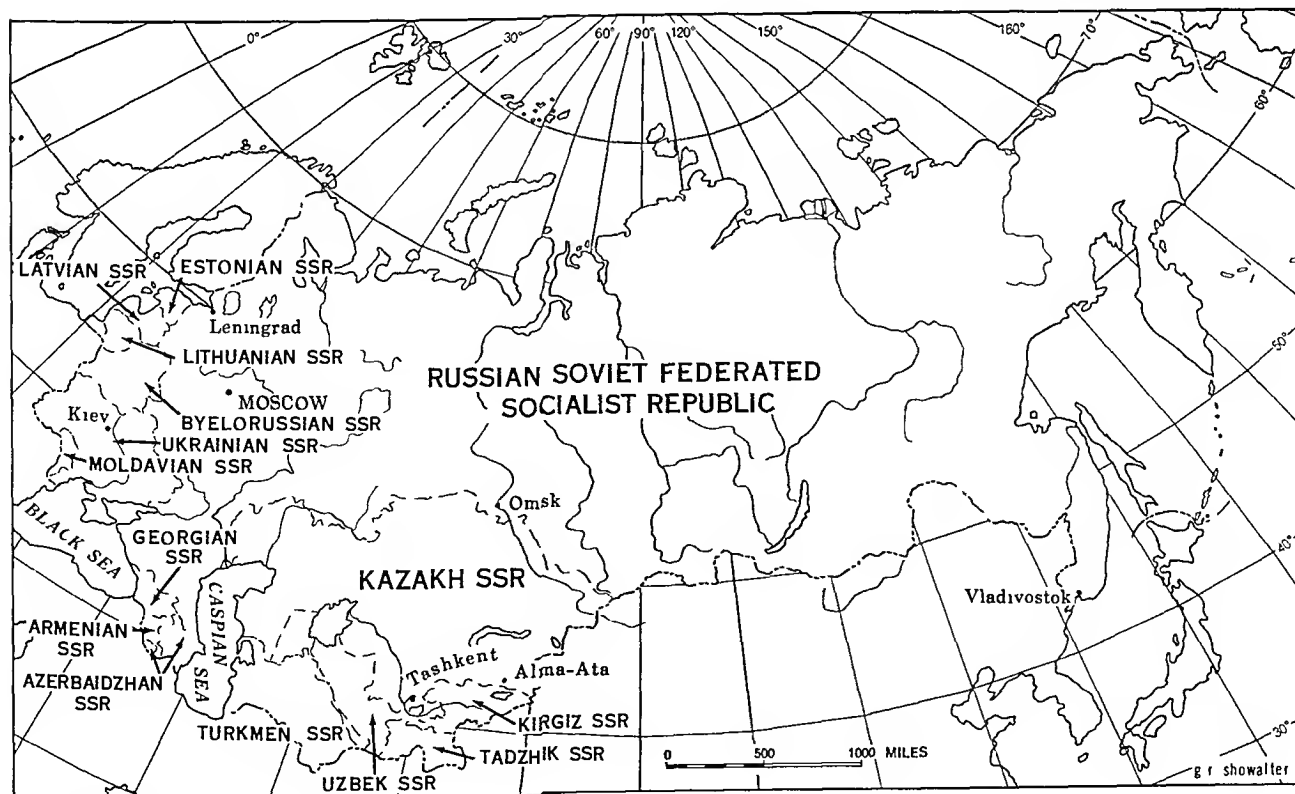 0°
30°
60°
90°
120°
150°
160°
70°
60°
LATVIAN SSR
ESTONIAN SSR
Leningrad
LITHUANIAN SSR
50°
RUSSIAN SOVIET FEDERATED
SOCIALIST REPUBLIC
MOSCOW
Kiev
BYELORUSSIAN SSR
UKRAINIAN SSR
MOLDAVIAN SSR
Omsk
BLACK SEA
GEORGIAN
SSR
40°
KAZAKH SSR
CASPIAN
SEA
Vladivostok
ARMENIAN
SSR
Tashkent
Alma-Ata
AZERBAIDZHAN
SSR
KIRGIZ SSR
TURKMEN SSR
30°
TADZHIK SSR
0 500 1000 MILES
UZBEK SSR
g r showalter